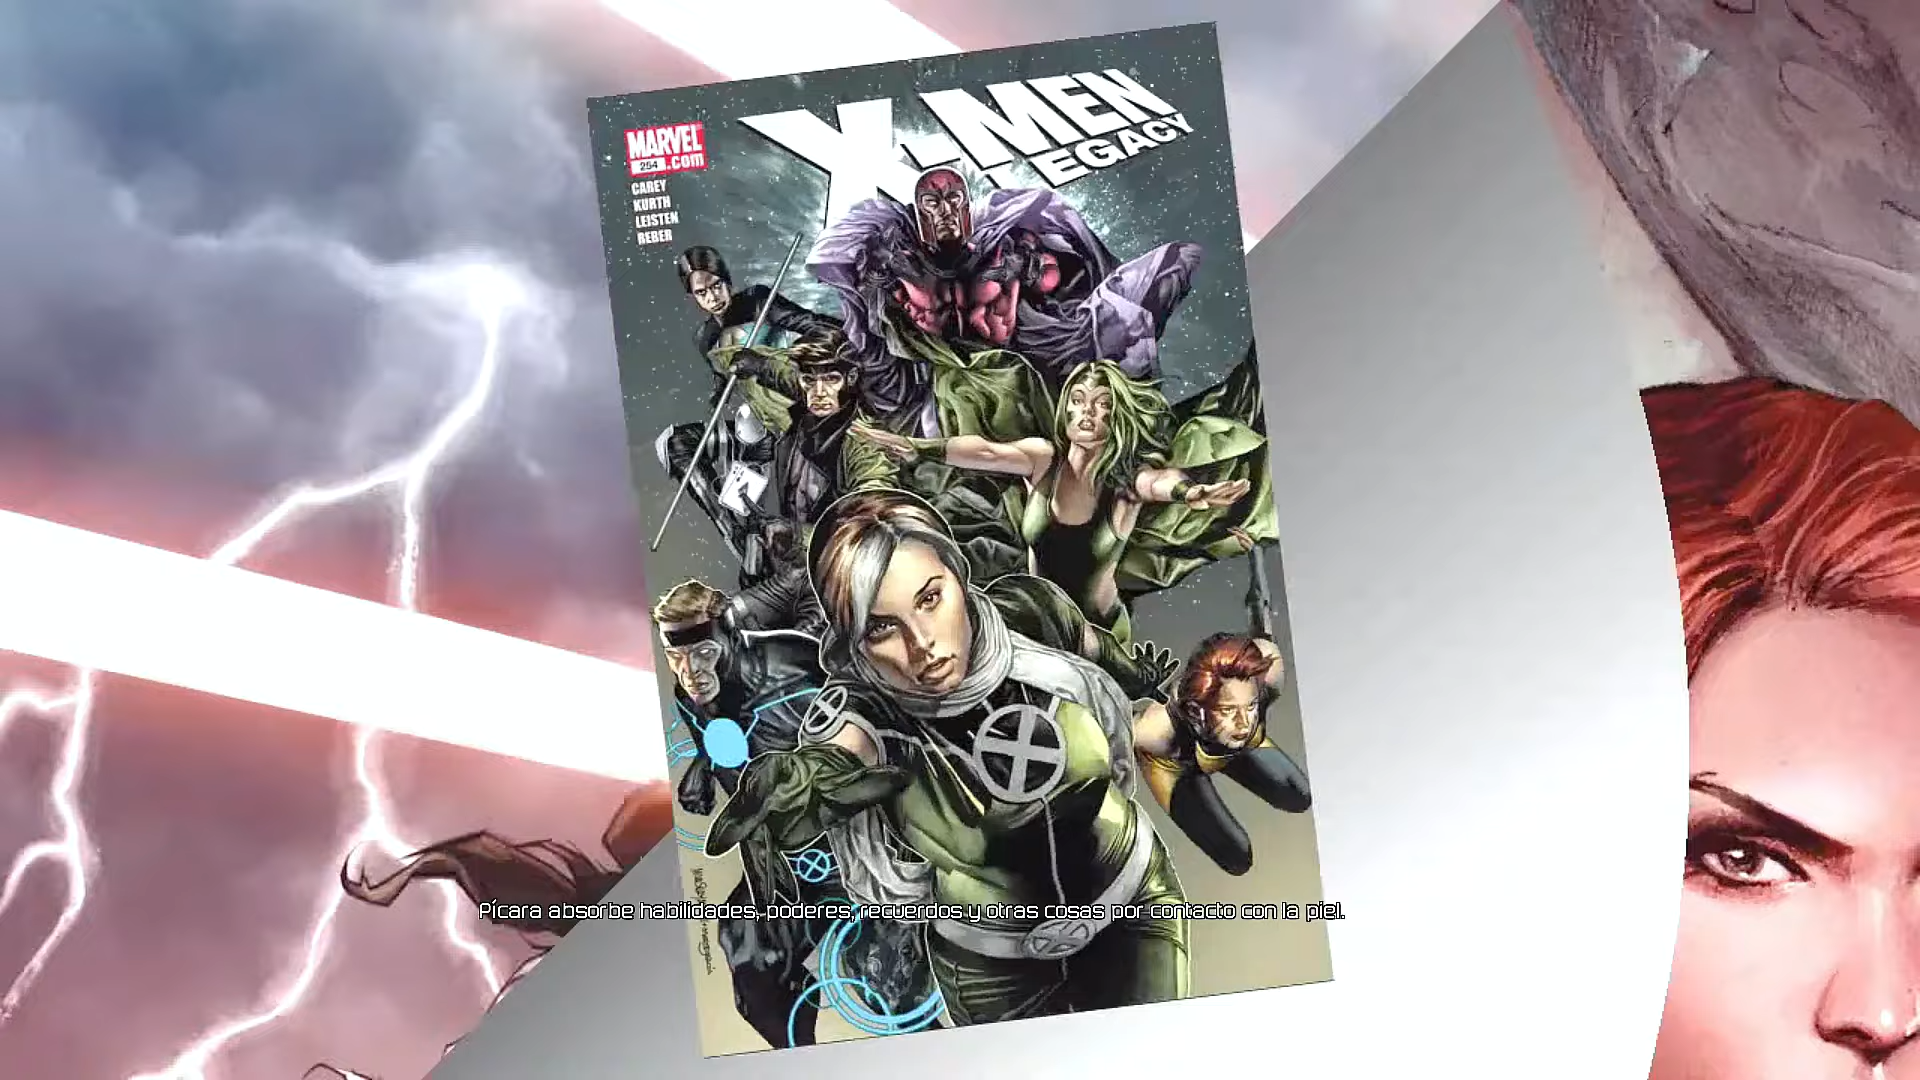 X-MEN
LEGACY
MARVEL
254 .com
CAREY
KURTH
LEISTEN
REBER
Pícara absorbe habilidades, poderes, recuerdos y otras cosas por contacto con la piel.